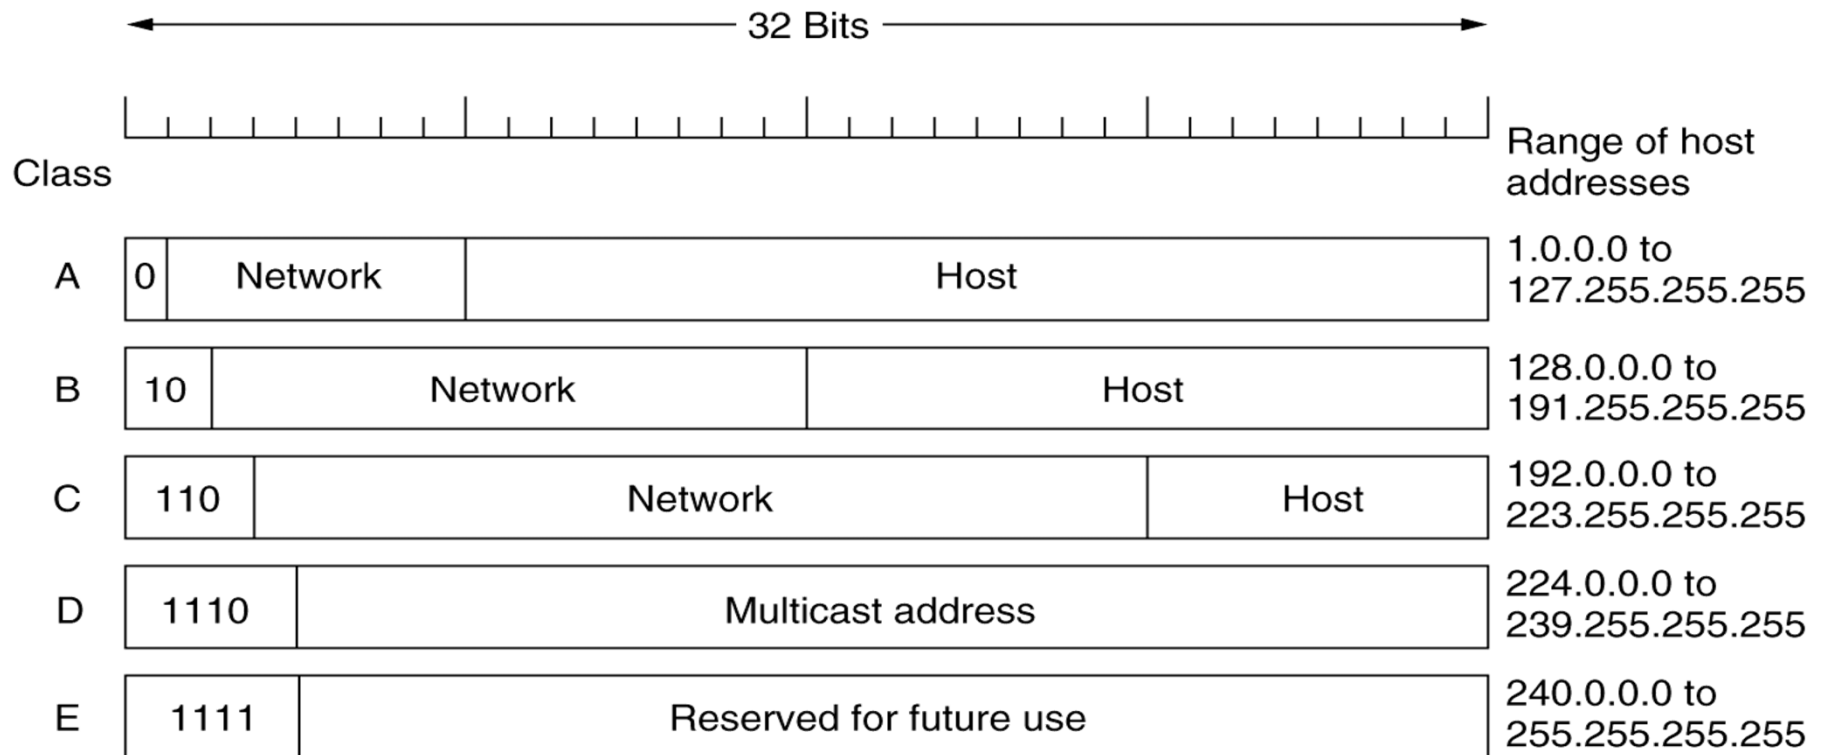 32 Bits
Range of host
addresses
Class
A
0
Network
Host
1.0.0.0 to
127.255.255.255
B
10
Network
Host
128.0.0.0 to
191.255.255.255
C
110
Network
Host
192.0.0.0 to
223.255.255.255
D
1110
Multicast address
224.0.0.0 to
239.255.255.255
E
1111
Reserved for future use
240.0.0.0 to
255.255.255.255